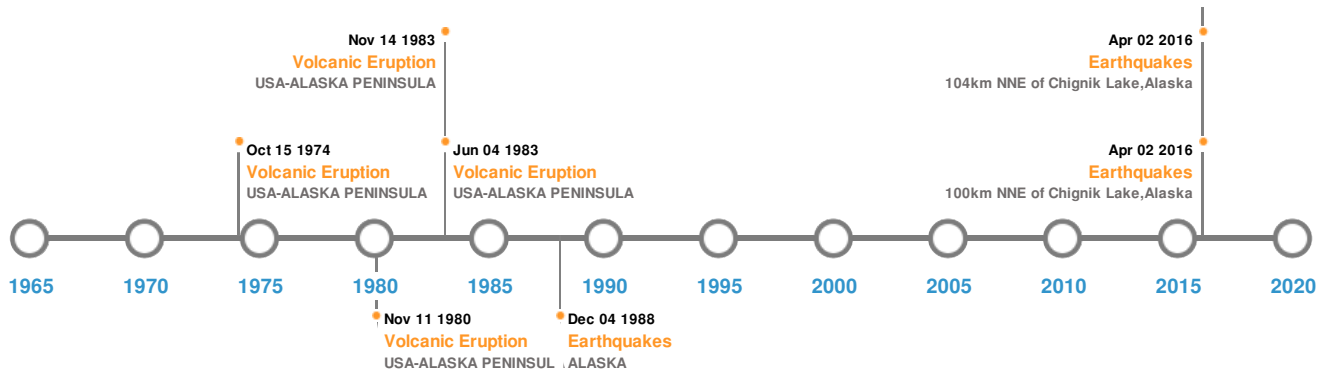 Nov 14 1983
Volcanic Eruption
USA-ALASKA PENINSULA
Apr 02 2016
Earthquakes
104km NNE of Chignik Lake,Alaska
Oct 15 1974
Volcanic Eruption
USA-ALASKA PENINSULA
Jun 04 1983
Volcanic Eruption
USA-ALASKA PENINSULA
Apr 02 2016
Earthquakes
100km NNE of Chignik Lake,Alaska
1965 1970 1975 1980 1985 1990 1995 2000 2005 2010 2015 2020
Nov 11 1980
Volcanic Eruption
USA-ALASKA PENINSUL
Dec 04 1988
Earthquakes
ALASKA